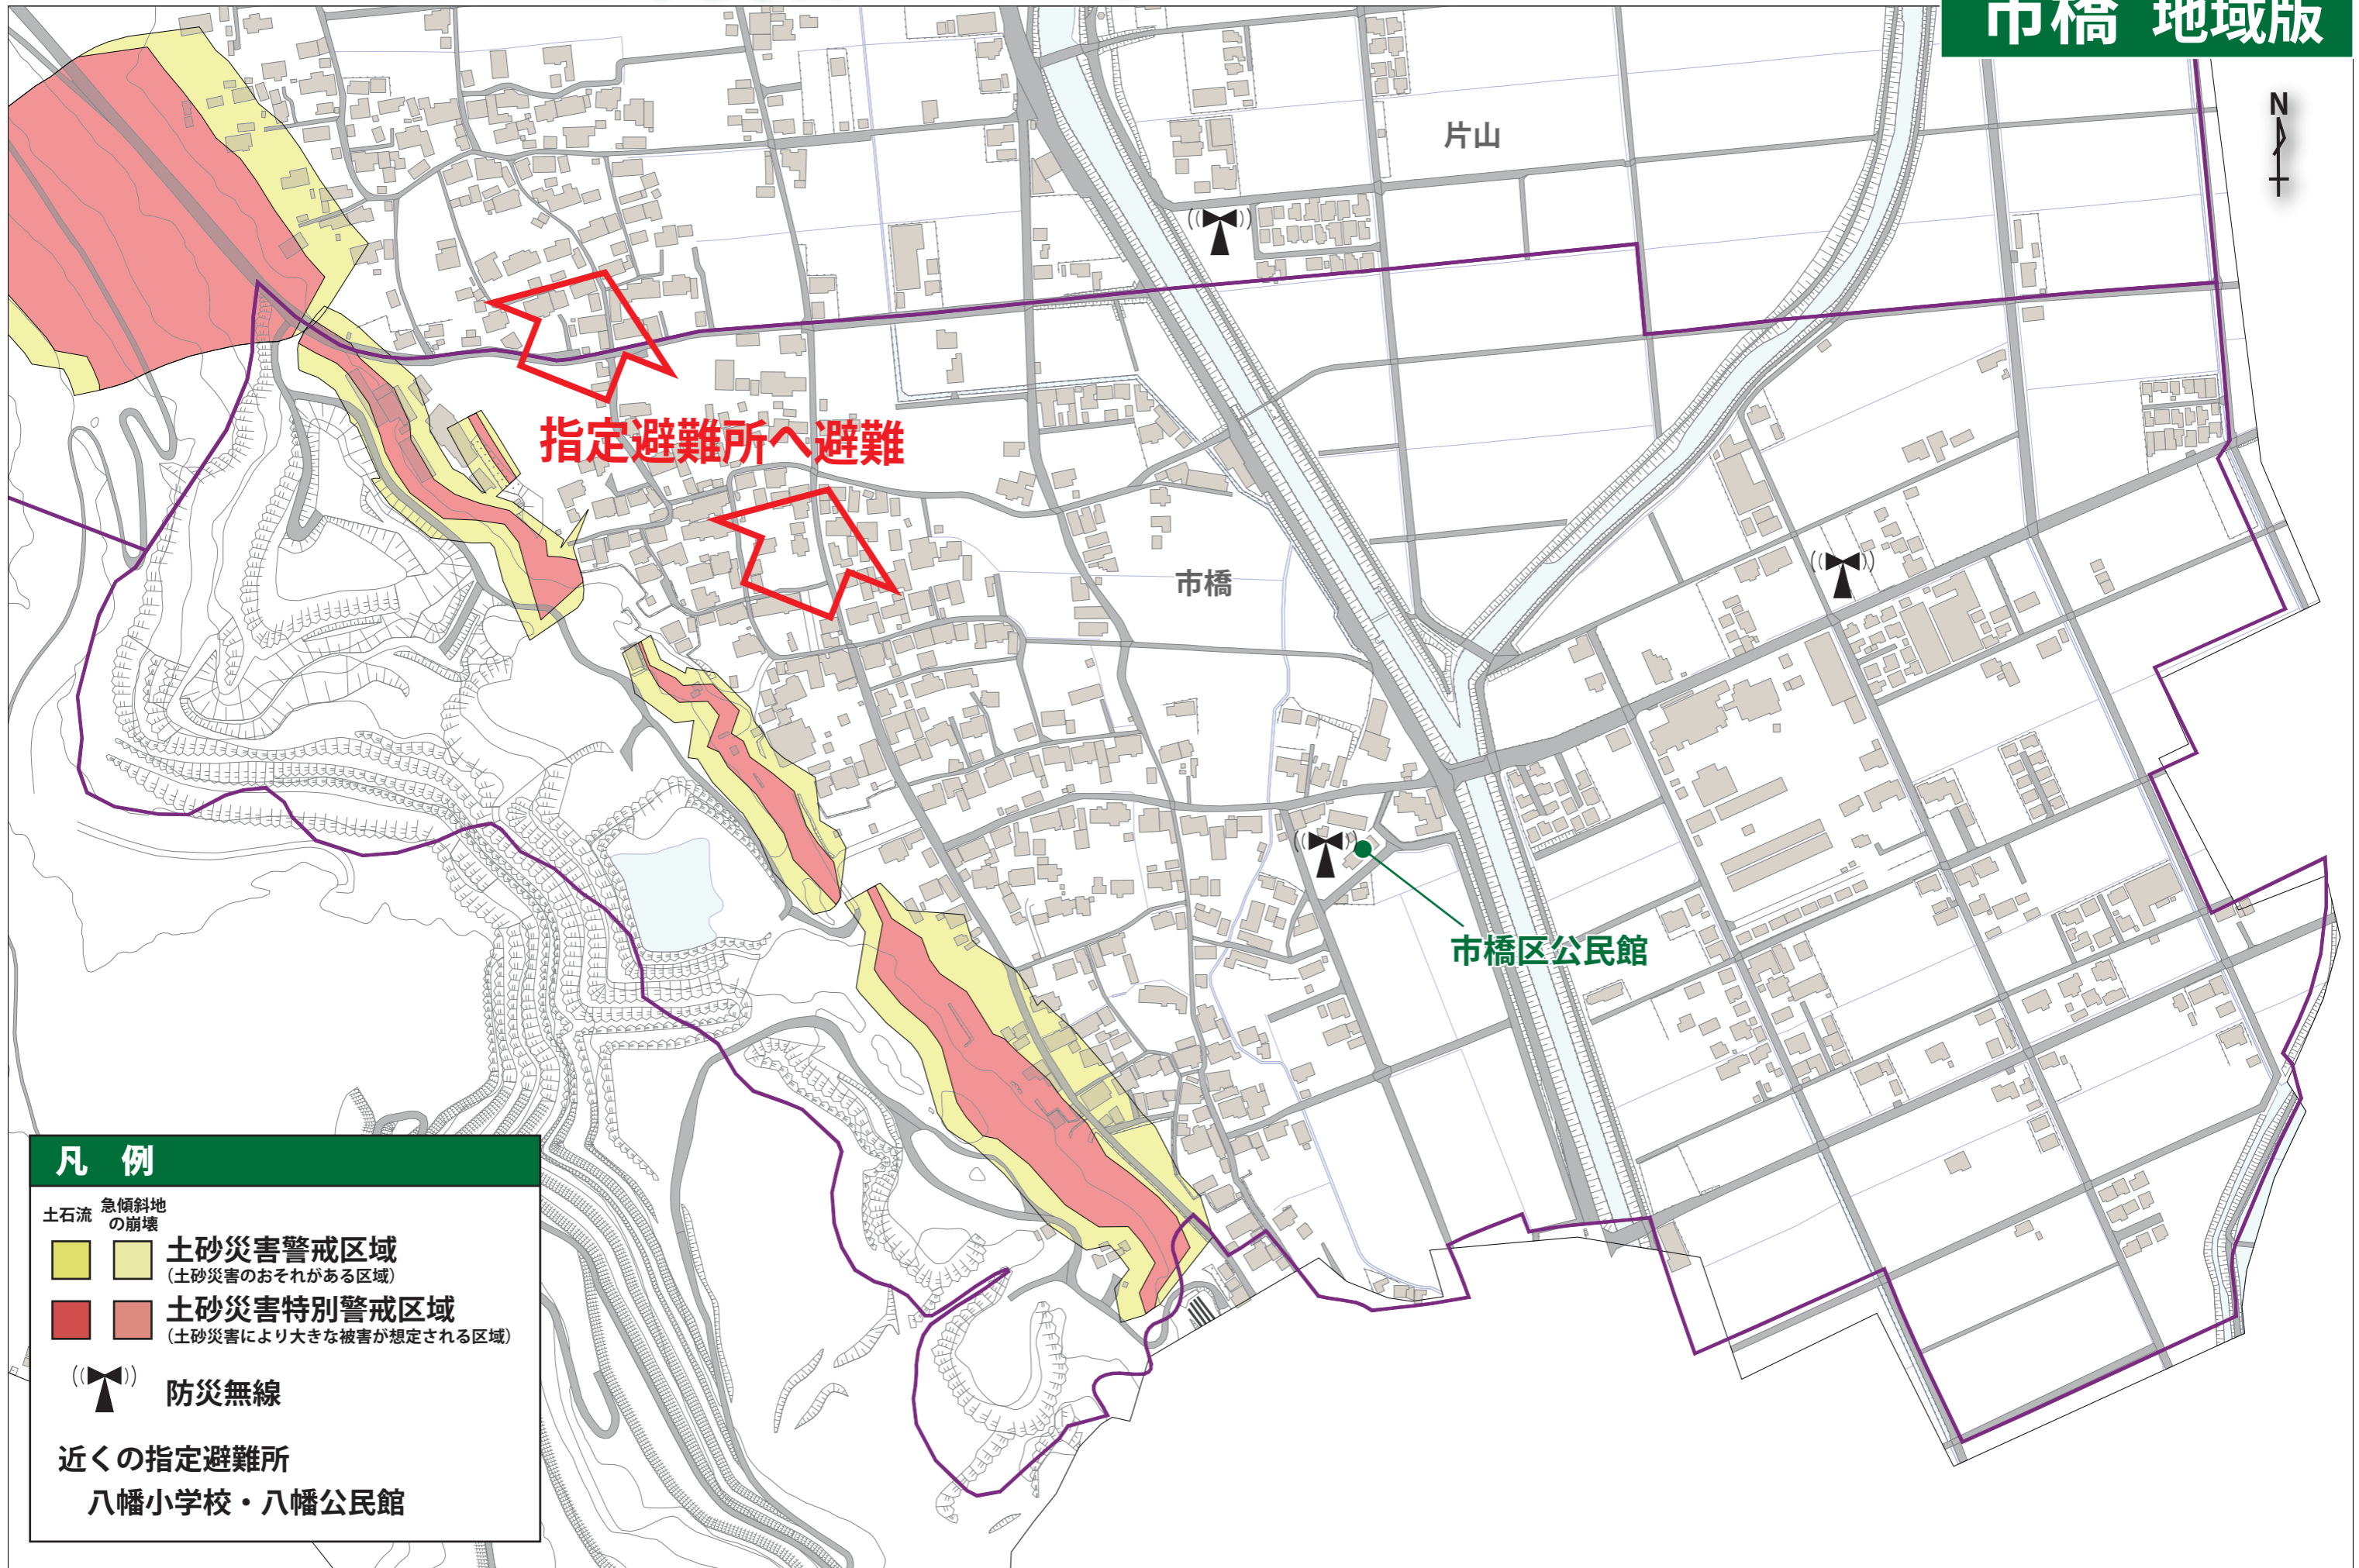 市橋 地域版
N
片山
指定避難所へ避難
市橋
市橋区公民館
凡 例
土石流
急傾斜地
の崩壊
土砂災害警戒区域
（土砂災害のおそれがある区域）
土砂災害特別警戒区域
（土砂災害により大きな被害が想定される区域）
防災無線
近くの指定避難所
八幡小学校・八幡公民館